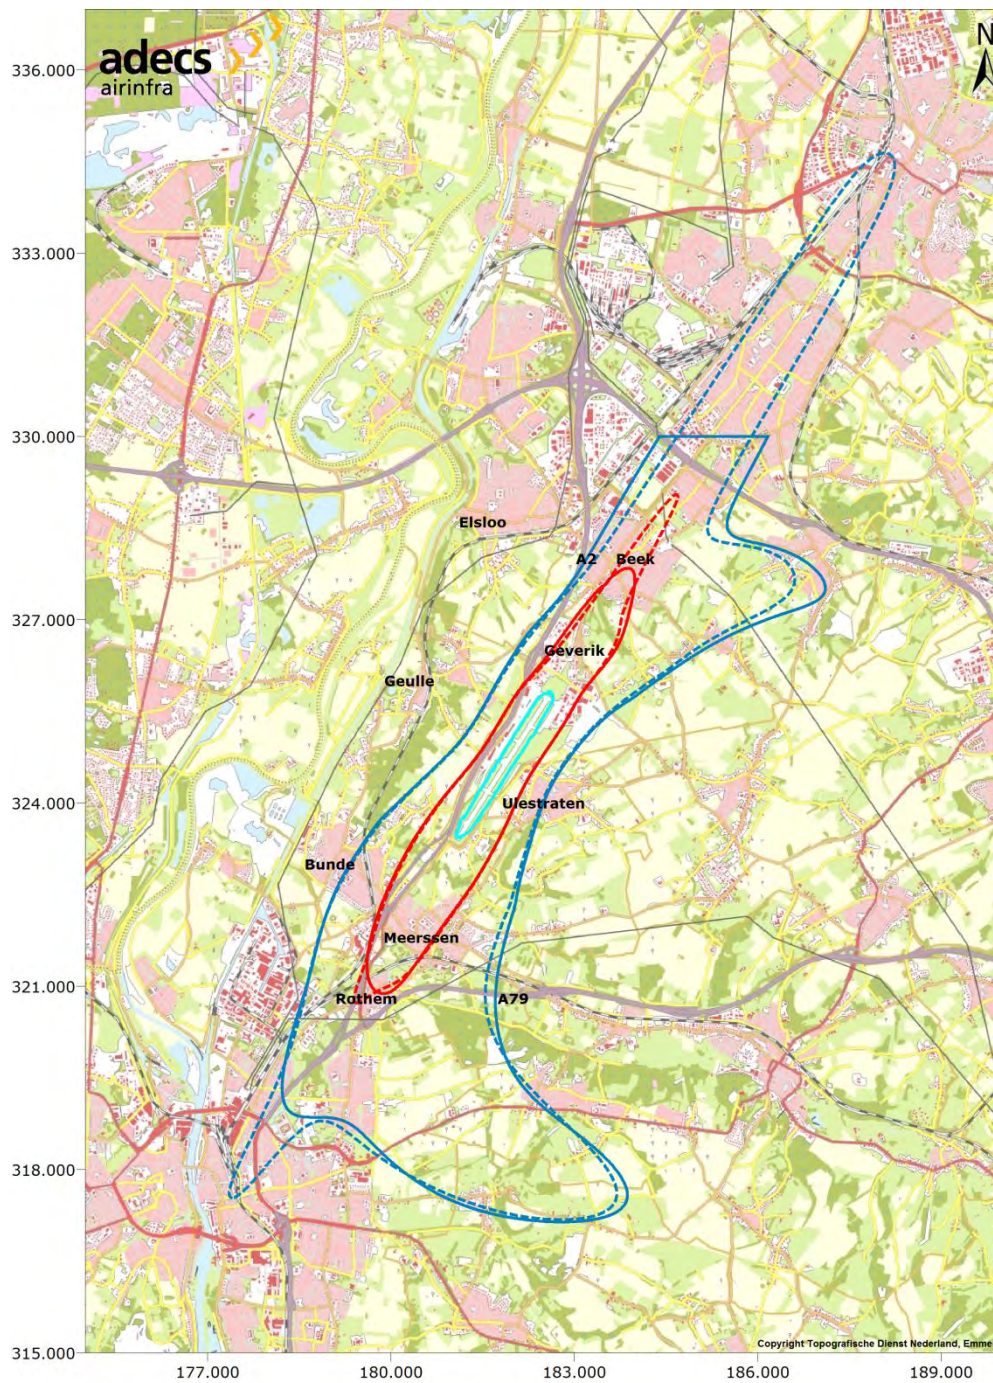 adecs
airinfra
N
336.000
333.000
330.000
327.000
324.000
321.000
318.000
315.000
Elsloo
A2 Beek
Geverik
Geulle
Ulestraten
Bunde
Meerssen
Rothem A79
Copyright Topografische Dienst Nederland, Emme
177.000 180.000 183.000 186.000 189.000